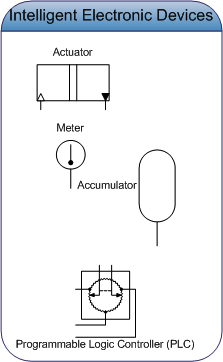 Intelligent Electronic Devices
Actuator
Meter
Accumulator
Programmable Logic Controller (PLC)